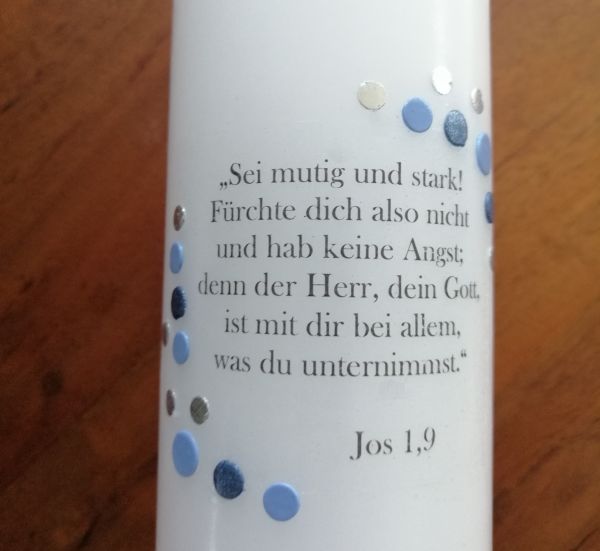 „Sei mutig und stark!
Fürchte dich also nicht
und hab keine Angst;
denn der Herr, dein Gott,
ist mit dir bei allem,
was du unternimmst.“
Jos 1,9